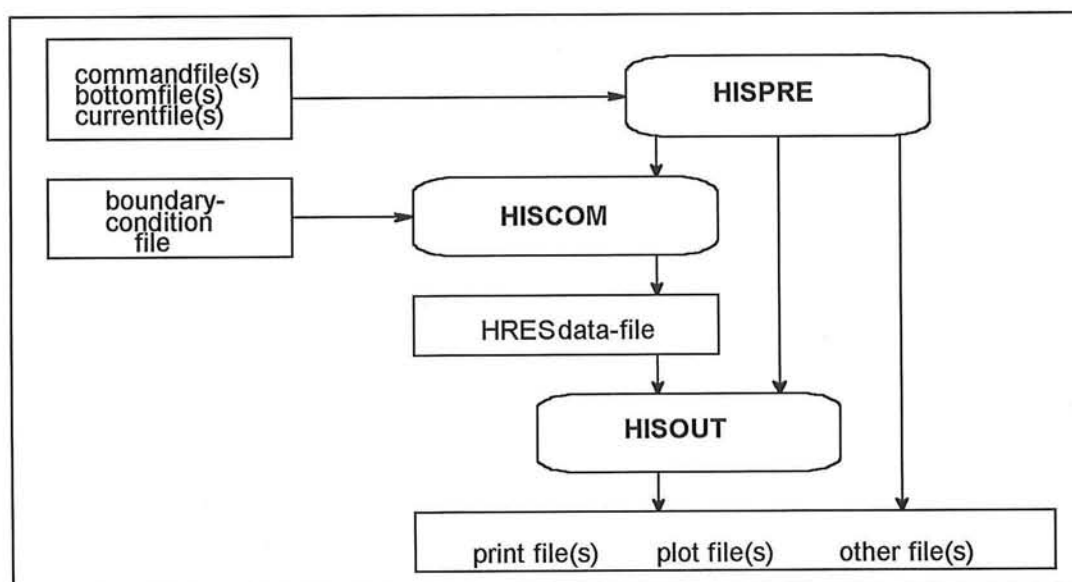 commandfile(s)
bottomfile(s)
currentfile(s)
HISPRE
boundary-
condition
file
HISCOM
HRESdata-file
HISOUT
print file(s) plot file(s) other file(s)